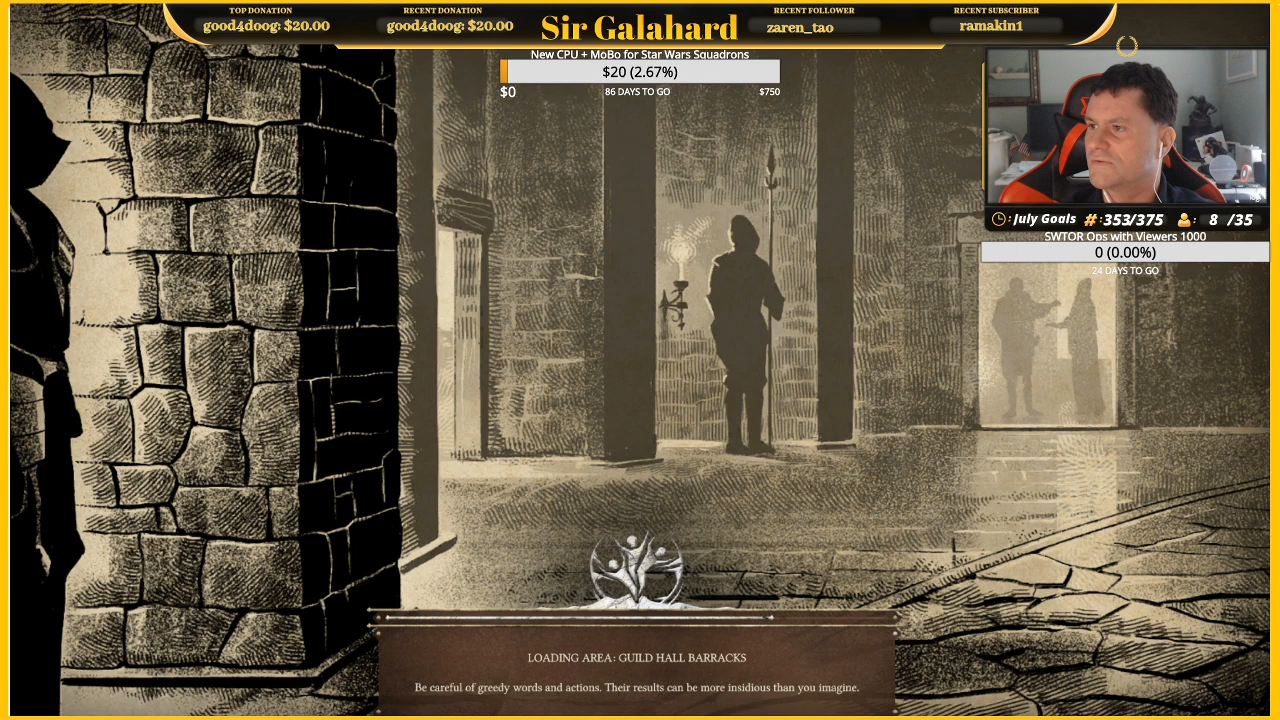 TOP DONATION
good4doog: $20.00
RECENT DONATION
good4doog: $20.00
Sir Galahard
RECENT FOLLOWER
zaren_tao
RECENT SUBSCRIBER
ramakin1
New CPU + MoBo for Star Wars Squadrons
$20 (2.67%)
$0
86 DAYS TO GO
$750
: July Goals #:353/375 : 8 /35
SWTOR Ops with Viewers 1000
0 (0.00%)
24 DAYS TO GO
LOADING AREA: GUILD HALL BARRACKS
Be careful of greedy words and actions. Their results can be more insidious than you imagine.